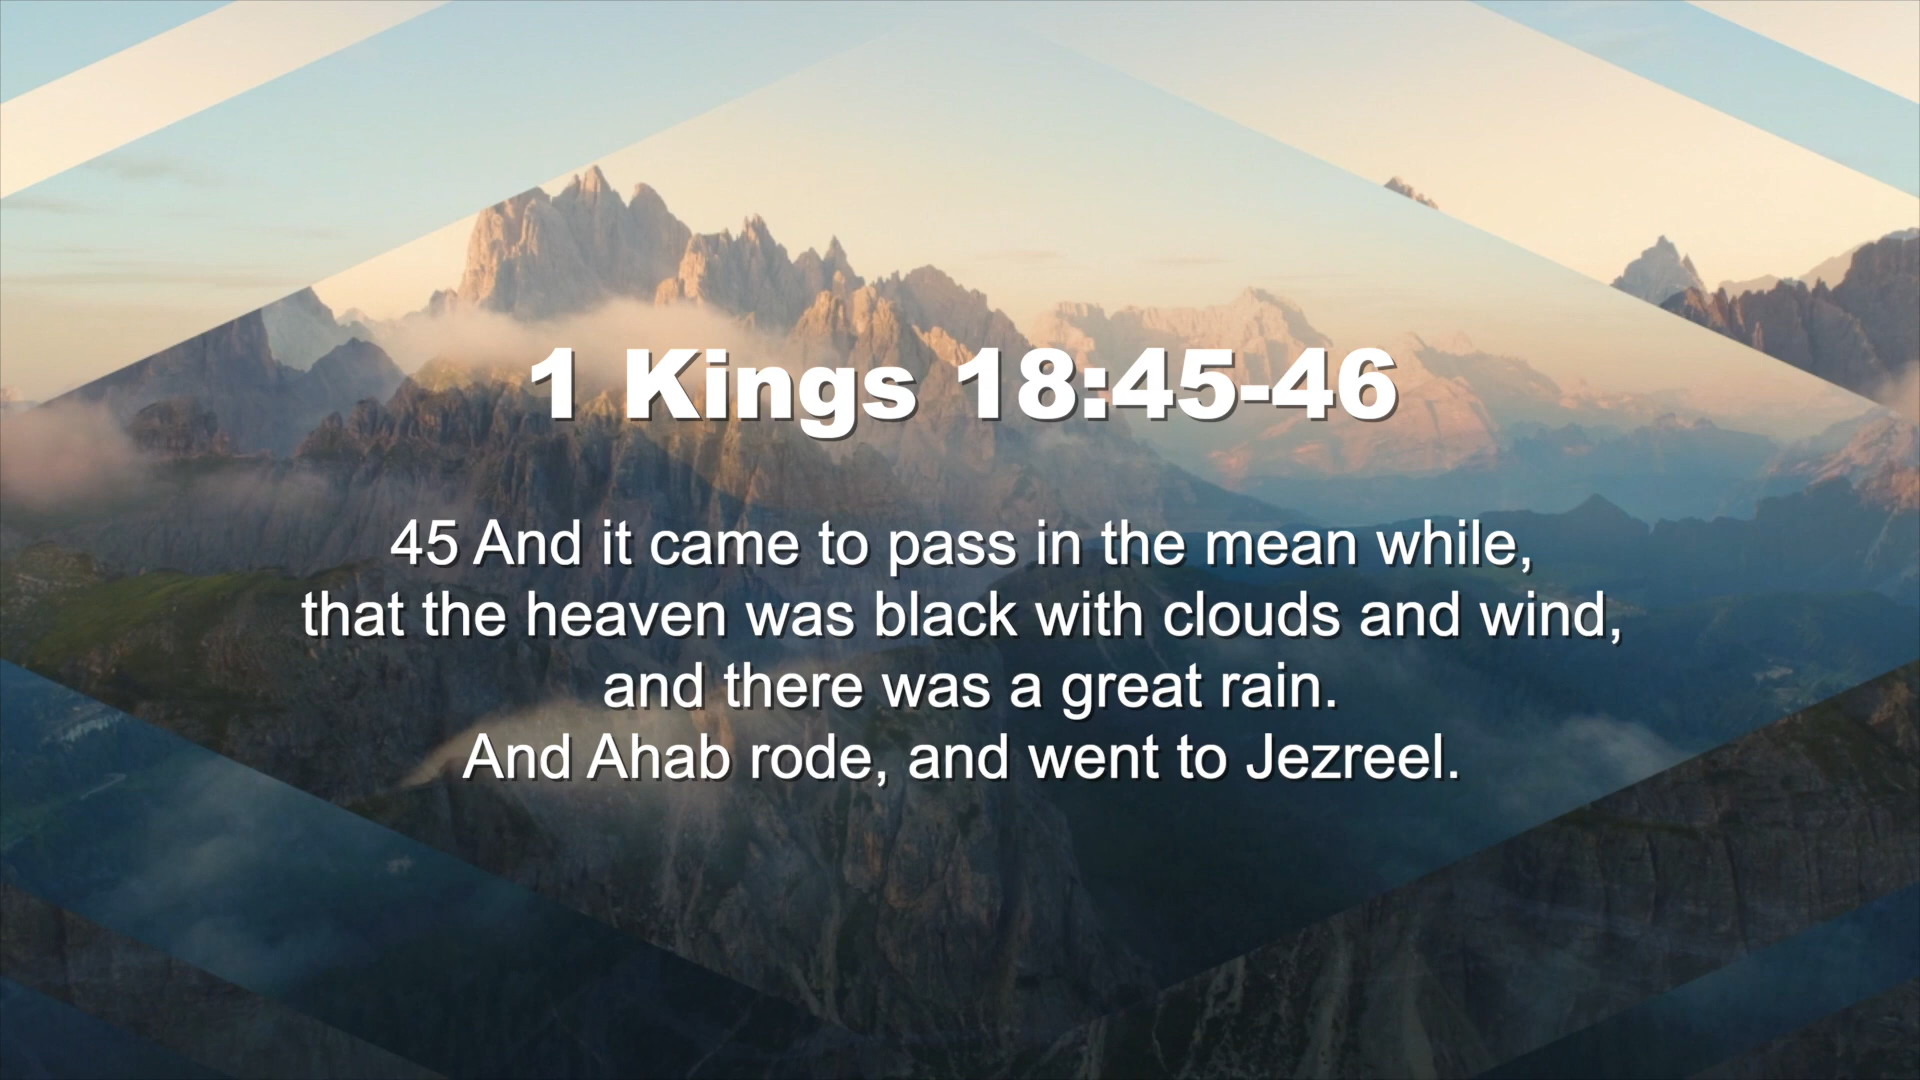 1 Kings 18:45-46
45 And it came to pass in the mean while,
that the heaven was black with clouds and wind,
and there was a great rain.
And Ahab rode, and went to Jezreel.